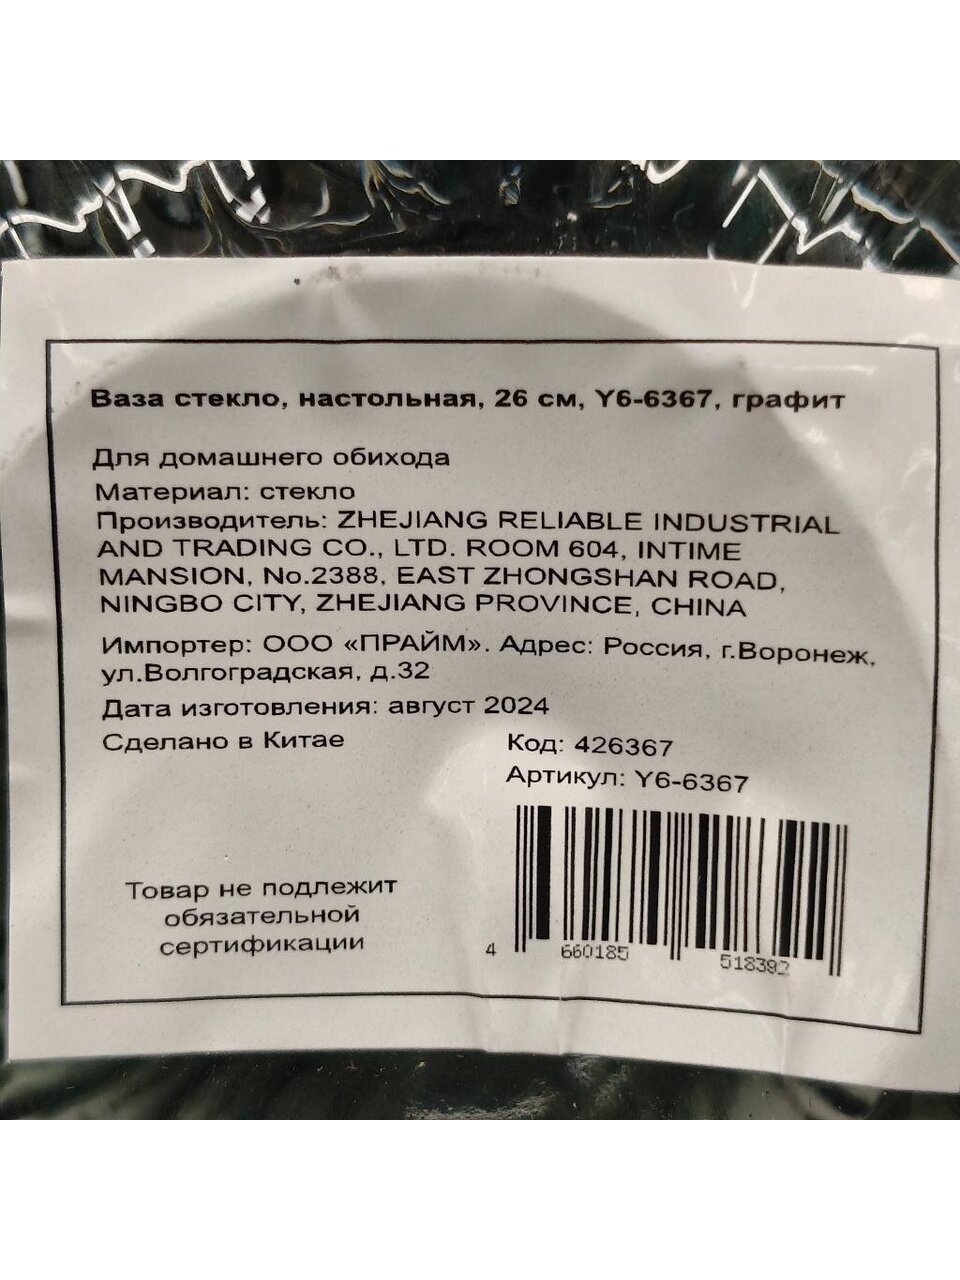 Ваза стекло, настольная, 26 см, Y6-6367, графит
Для домашнего обихода
Материал: стекло
Производитель: ZHEJIANG RELIABLE INDUSTRIAL
AND TRADING CO., LTD. ROOM 604, INTIME
MANSION, No.2388, EAST ZHONGSHAN ROAD,
NINGBO CITY, ZHEJIANG PROVINCE, CHINA
Импортер: ООО «ПРАЙМ». Адрес: Россия, г.Воронеж,
ул.Волгоградская, д.32
Дата изготовления: август 2024
Сделано в Китае
Код: 426367
Артикул: Y6-6367
Товар не подлежит
обязательной
сертификации
4 660185 518392